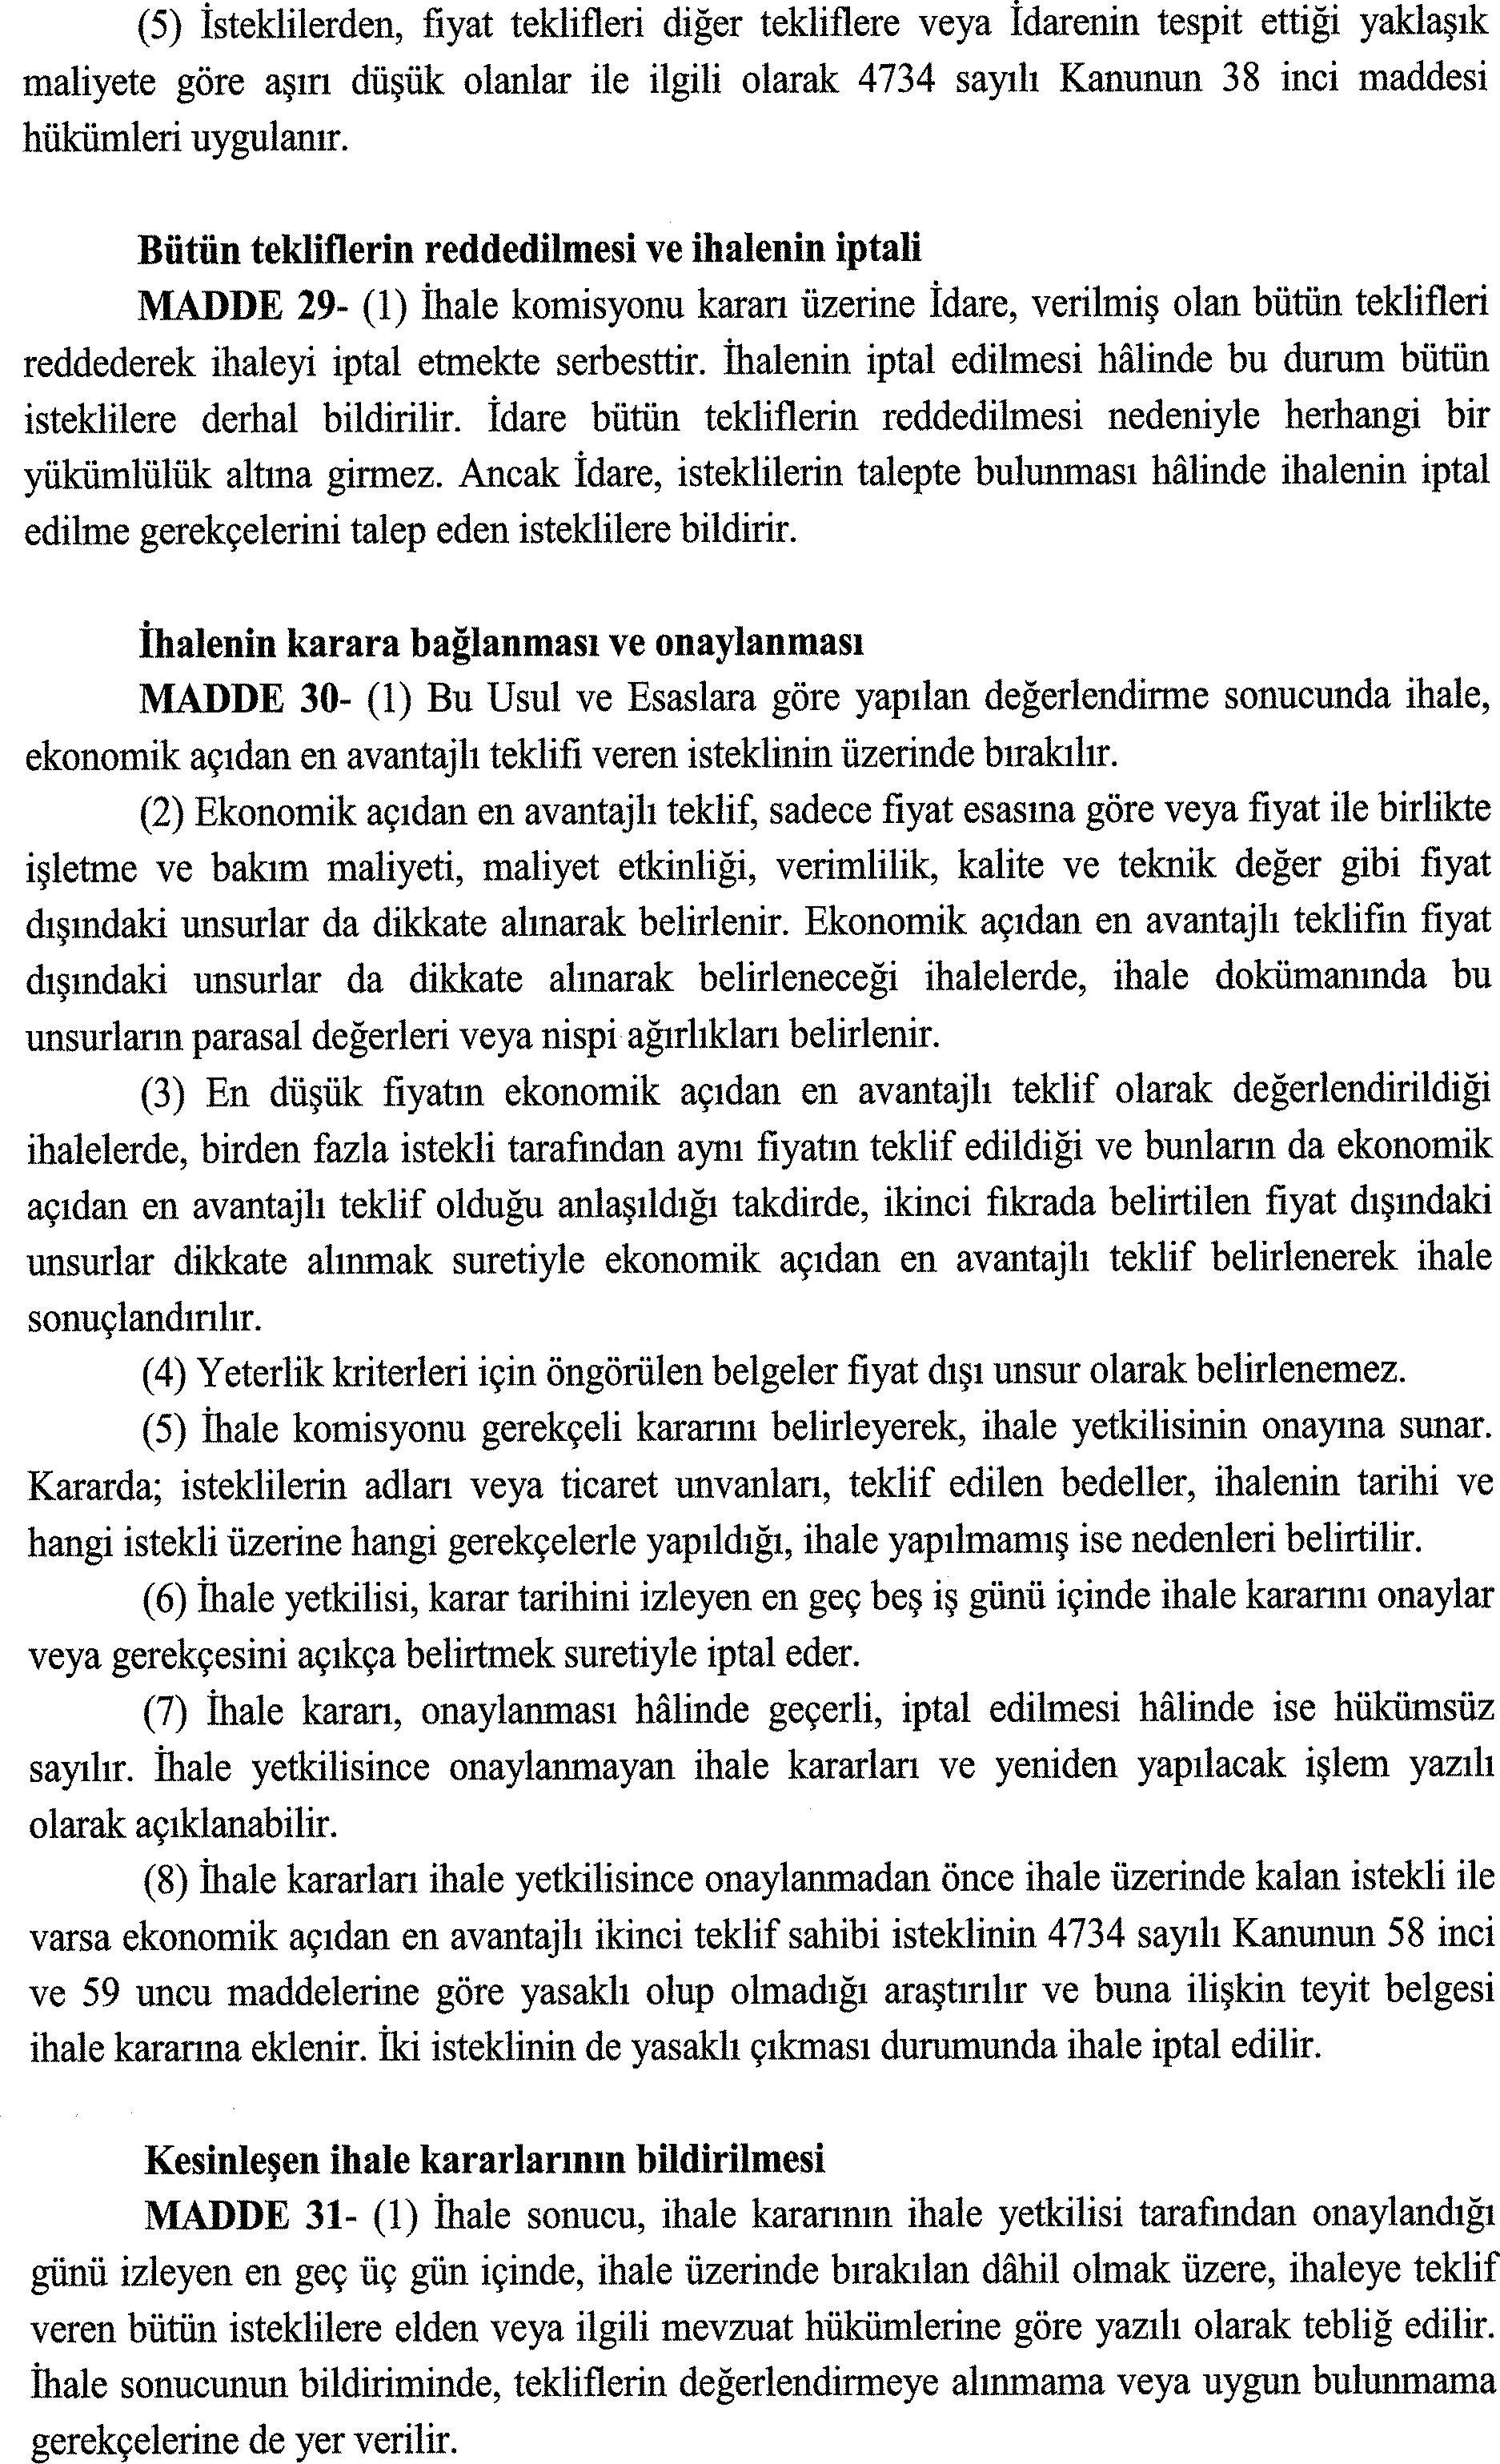 (5) İsteklilerden, fiyat teklifleri diğer tekliflere veya İdarenin tespit ettiği yaklaşık
maliyete göre aşırı düşük olanlar ile ilgili olarak 4734 sayılı Kanunun 38 inci maddesi
hükümleri uygulanır.
Bütün tekliflerin reddedilmesi ve ihalenin iptali
MADDE 29- (1) İhale komisyonu kararı üzerine İdare, verilmiş olan bütün teklifleri
reddederek ihaleyi iptal etmekte serbesttir. İhalenin iptal edilmesi hâlinde bu durum bütün
isteklilere derhal bildirilir. İdare bütün tekliflerin reddedilmesi nedeniyle herhangi bir
yükümlülük altına girmez. Ancak İdare, isteklilerin talepte bulunması hâlinde ihalenin iptal
edilme gerekçelerini talep eden isteklilere bildirir.
İhalenin karara bağlanması ve onaylanması
MADDE 30- (1) Bu Usul ve Esaslara göre yapılan değerlendirme sonucunda ihale,
ekonomik açıdan en avantajlı teklifi veren isteklinin üzerinde bırakılır.
(2) Ekonomik açıdan en avantajlı teklif, sadece fiyat esasına göre veya fiyat ile birlikte
işletme ve bakım maliyeti, maliyet etkinliği, verimlilik, kalite ve teknik değer gibi fiyat
dışındaki unsurlar da dikkate alınarak belirlenir. Ekonomik açıdan en avantajlı teklifin fiyat
dışındaki unsurlar da dikkate alınarak belirleneceği ihalelerde, ihale dokümanında bu
unsurların parasal değerleri veya nispi ağırlıkları belirlenir.
(3) En düşük fiyatın ekonomik açıdan en avantajlı teklif olarak değerlendirildiği
ihalelerde, birden fazla istekli tarafından aynı fiyatın teklif edildiği ve bunların da ekonomik
açıdan en avantajlı teklif olduğu anlaşıldığı takdirde, ikinci fıkrada belirtilen fiyat dışındaki
unsurlar dikkate alınmak suretiyle ekonomik açıdan en avantajlı teklif belirlenerek ihale
sonuçlandırılır.
(4) Yeterlik kriterleri için öngörülen belgeler fiyat dışı unsur olarak belirlenemez.
(5) İhale komisyonu gerekçeli kararını belirleyerek, ihale yetkilisinin onayına sunar.
Kararda; isteklilerin adları veya ticaret unvanları, teklif edilen bedeller, ihalenin tarihi ve
hangi istekli üzerine hangi gerekçelerle yapıldığı, ihale yapılmamış ise nedenleri belirtilir.
(6) İhale yetkilisi, karar tarihini izleyen en geç beş iş günü içinde ihale kararını onaylar
veya gerekçesini açıkça belirtmek suretiyle iptal eder.
(7) İhale kararı, onaylanması hâlinde geçerli, iptal edilmesi hâlinde ise hükümsüz
sayılır. İhale yetkilisince onaylanmayan ihale kararları ve yeniden yapılacak işlem yazılı
olarak açıklanabilir.
(8) İhale kararları ihale yetkilisince onaylanmadan önce ihale üzerinde kalan istekli ile
varsa ekonomik açıdan en avantajlı ikinci teklif sahibi isteklinin 4734 sayılı Kanunun 58 inci
ve 59 uncu maddelerine göre yasaklı olup olmadığı araştırılır ve buna ilişkin teyit belgesi
ihale kararına eklenir. İki isteklinin de yasaklı çıkması durumunda ihale iptal edilir.
Kesinleşen ihale kararlarının bildirilmesi
MADDE 31- (1) İhale sonucu, ihale kararının ihale yetkilisi tarafından onaylandığı
günü izleyen en geç üç gün içinde, ihale üzerinde bırakılan dâhil olmak üzere, ihaleye teklif
veren bütün isteklilere elden veya ilgili mevzuat hükümlerine göre yazılı olarak tebliğ edilir.
İhale sonucunun bildiriminde, tekliflerin değerlendirmeye alınmama veya uygun bulunmama
gerekçelerine de yer verilir.